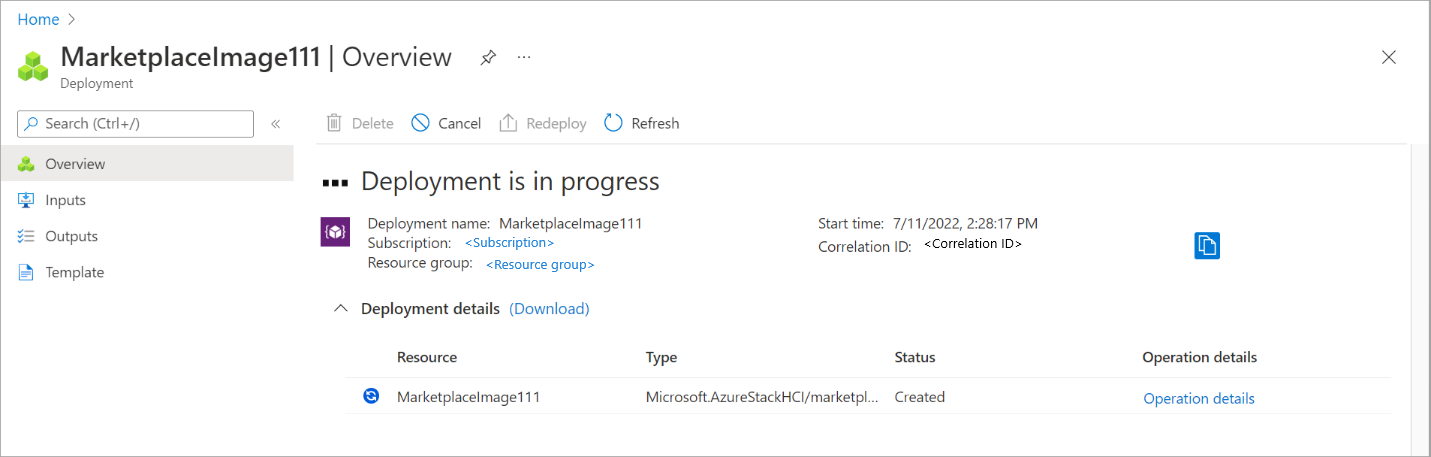 Home
MarketplaceImage111 | Overview
Deployment
Search (Ctrl+/)
Delete Cancel Redeploy Refresh
Overview
Inputs
Outputs
Template
Deployment is in progress
Deployment name: MarketplaceImage111
Subscription: <Subscription>
Resource group: <Resource group>
Start time: 7/11/2022, 2:28:17 PM
Correlation ID: <Correlation ID>
Deployment details (Download)
Resource Type Status Operation details
MarketplaceImage111 Microsoft.AzureStackHCI/marketpl... Created Operation details